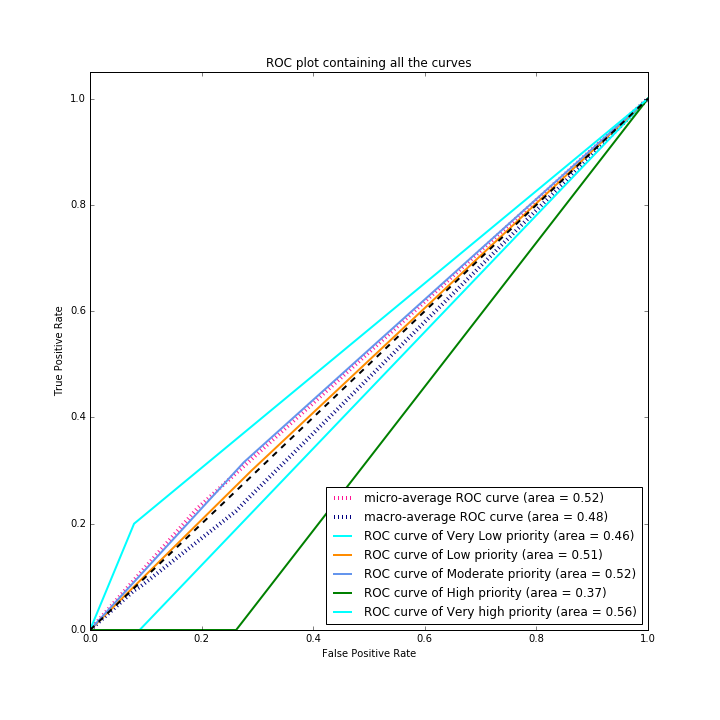 ROC plot containing all the curves
True Positive Rate
1.0
0.8
0.6
0.4
0.2
0.0
micro-average ROC curve (area = 0.52)
macro-average ROC curve (area = 0.48)
ROC curve of Very Low priority (area = 0.46)
ROC curve of Low priority (area = 0.51)
ROC curve of Moderate priority (area = 0.52)
ROC curve of High priority (area = 0.37)
ROC curve of Very high priority (area = 0.56)
0.0
0.2
0.4
0.6
0.8
1.0
False Positive Rate